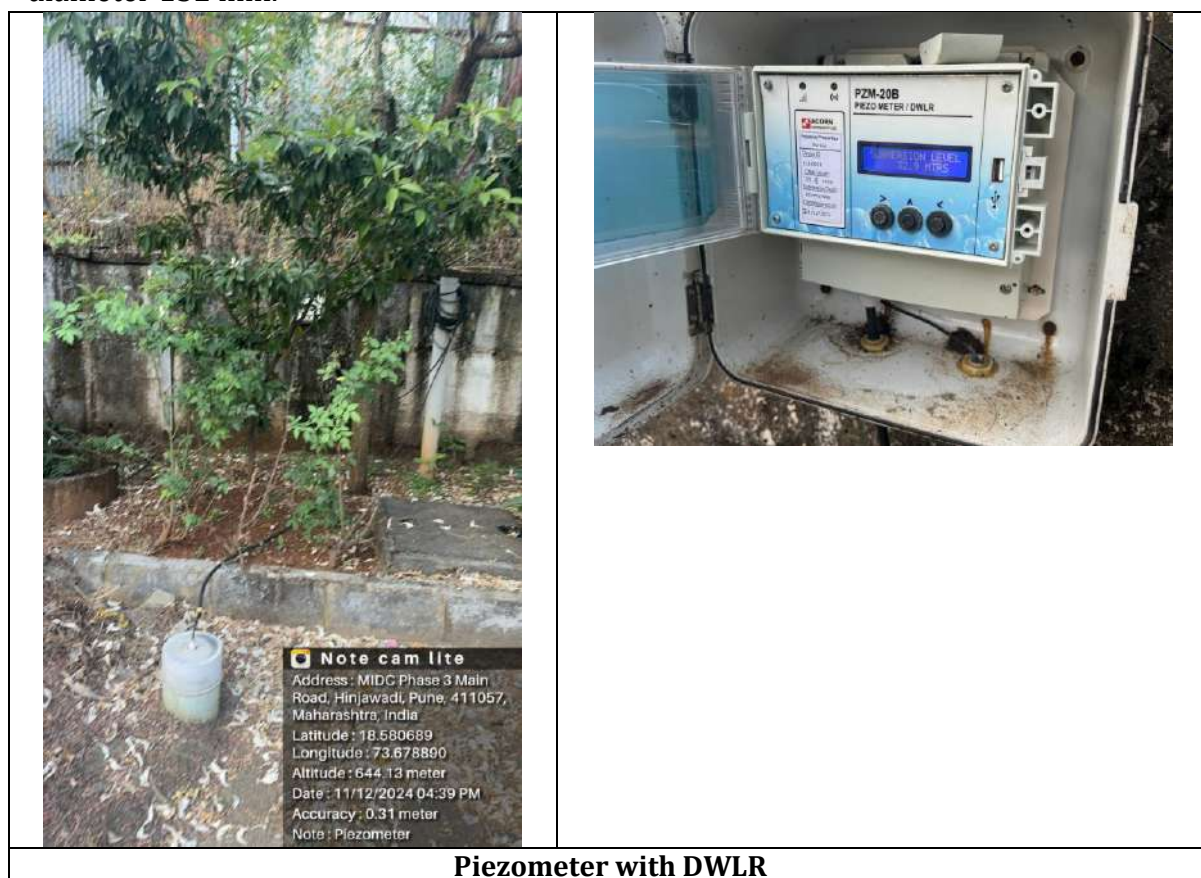 diameter 152 mm.
Note cam lite
Address : MIDC Phase 3 Main
Road, Hinjawadi, Pune, 411057,
Maharashtra, India
Latitude : 18.580689
Longitude : 73.678890
Altitude : 644.13 meter
Date : 11/12/2024 04:39 PM
Accuracy : 0.31 meter
Note : Piezometer
PZM-20B
PIEZO METER / DWLR
ACORN
Piezometer with DWLR